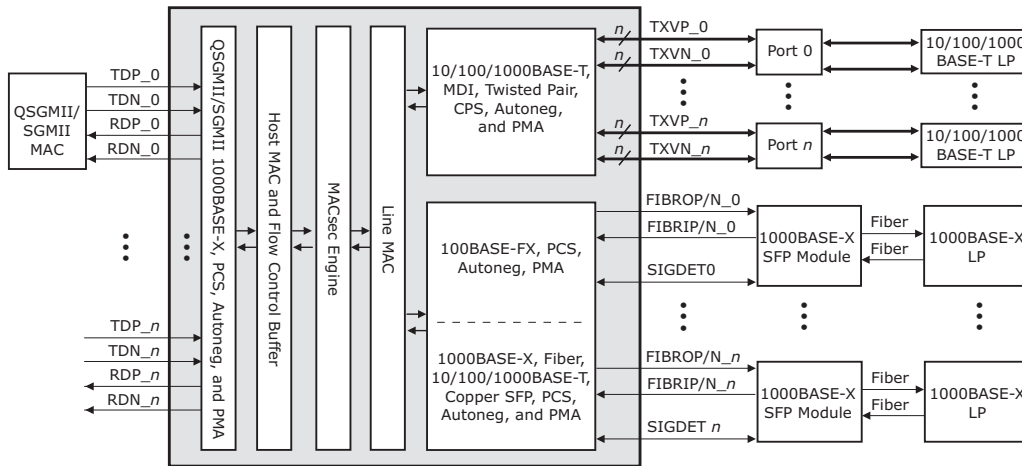 QSGMII/
SGMII
MAC
TDP_0
TDN_0
RDP_0
RDN_0
TDP_n
TDN_n
RDP_n
RDN_n
QSGMII/SGMII 1000BASE-X, PCS, Autoneg, and PMA
Host MAC and Flow Control Buffer
MACsec Engine
Line MAC
10/100/1000BASE-T,
MDI, Twisted Pair,
CPS, Autoneg,
and PMA
100BASE-FX, PCS,
Autoneg, PMA
1000BASE-X, Fiber,
10/100/1000BASE-T,
Copper SFP, PCS,
Autoneg, and PMA
n
TXVP_0
n
TXVN_0
n
TXVP_n
n
TXVN_n
Port 0
Port n
10/100/1000
BASE-T LP
10/100/1000
BASE-T LP
FIBROP/N_0
FIBRIP/N_0
SIGDET0
1000BASE-X
SFP Module
Fiber
Fiber
1000BASE-X
LP
FIBROP/N_n
FIBRIP/N_n
SIGDET n
1000BASE-X
SFP Module
Fiber
Fiber
1000BASE-X
LP